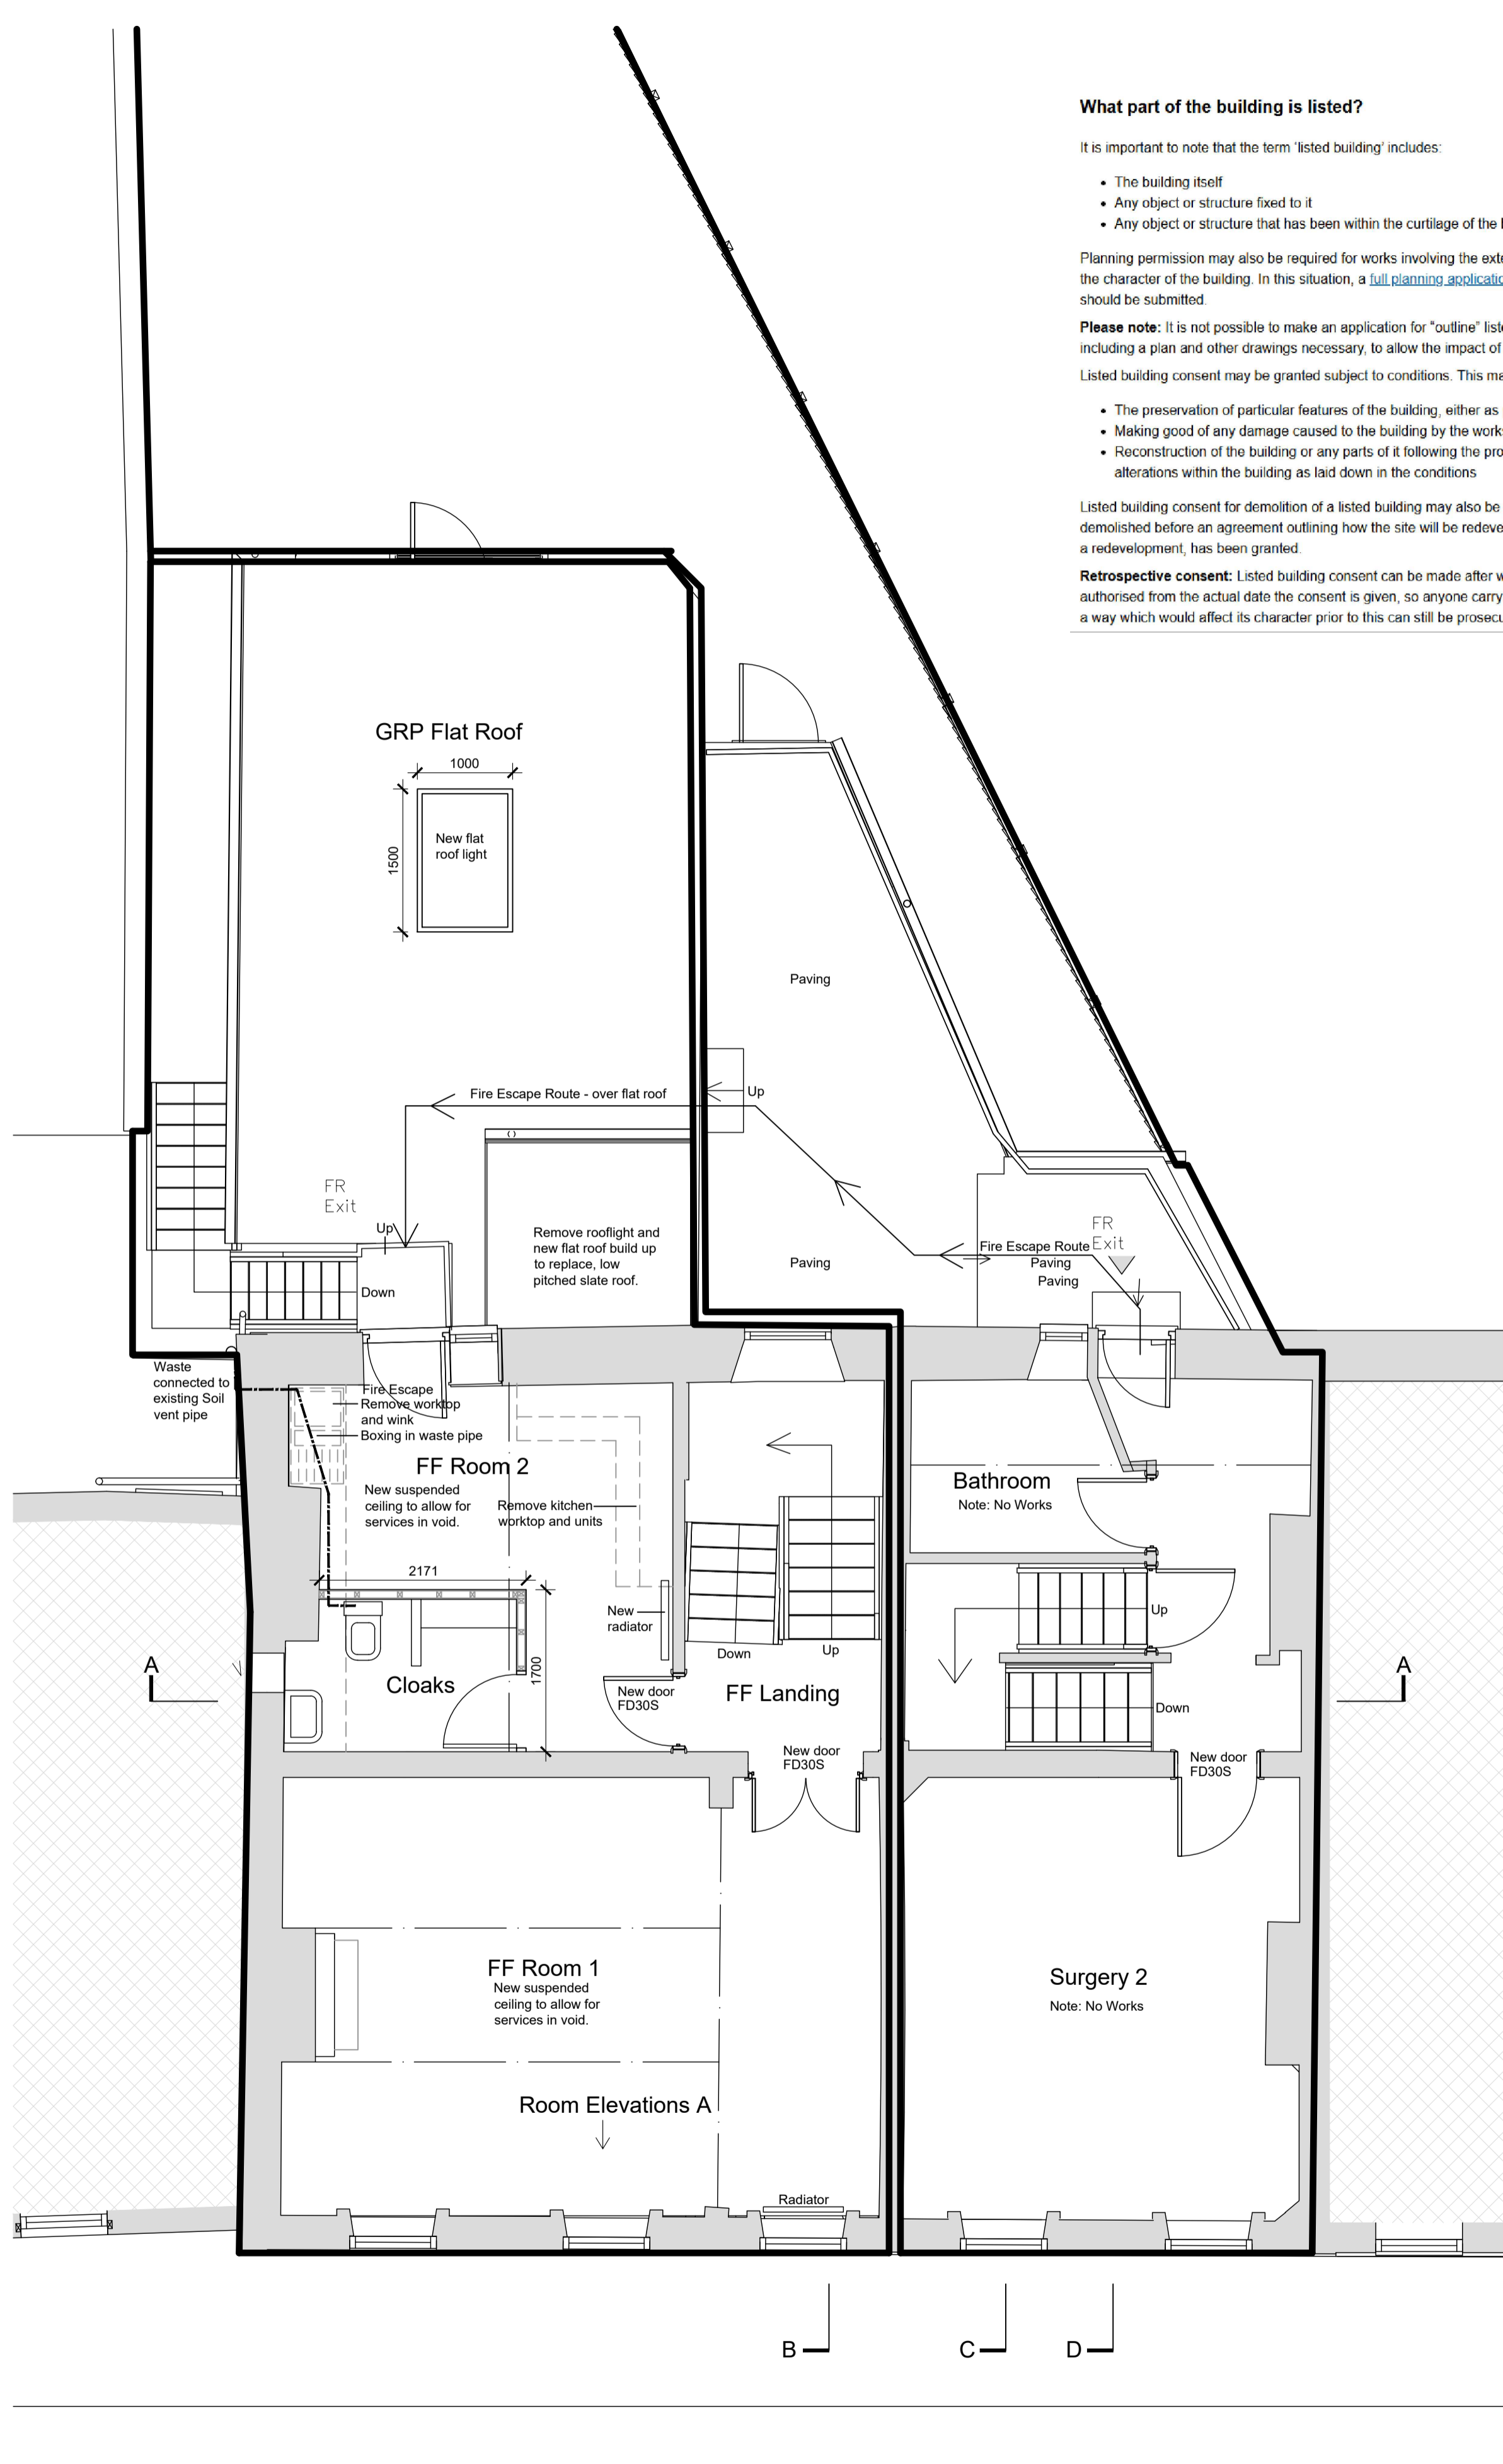 What part of the building is listed?
It is important to note that the term 'listed building' includes:
• The building itself
• Any object or structure fixed to it
• Any object or structure that has been within the curtilage of the
Planning permission may also be required for works involving the
the character of the building. In this situation, a full planning
should be submitted.
Please note: It is not possible to make an application for "outline"
including a plan and other drawings necessary, to allow the impact of
Listed building consent may be granted subject to conditions. This
• The preservation of particular features of the building, either as
• Making good of any damage caused to the building by the
• Reconstruction of the building or any parts of it following the
alterations within the building as laid down in the conditions
Listed building consent for demolition of a listed building may also be
demolished before an agreement outlining how the site will be
a redevelopment, has been granted.
Retrospective consent: Listed building consent can be made after
authorised from the actual date the consent is given, so anyone
a way which would affect its character prior to this can still be
GRP Flat Roof
1000
New flat
roof light
1500
Paving
Fire Escape Route - over flat roof
Up
FR
Exit
Up
Down
Remove rooflight and
new flat roof build up
to replace, low
pitched slate roof.
Paving
FR
Exit
Fire Escape Route
Paving
Paving
Waste
connected to
existing Soil
vent pipe
Fire Escape
Remove worktop
and wink
Boxing in waste pipe
FF Room 2
New suspended
ceiling to allow for
services in void.
Remove kitchen
worktop and units
2171
New
radiator
1700
Cloaks
Down
Up
New door
FD30S
FF Landing
New door
FD30S
Bathroom
Note: No Works
Up
Down
New door
FD30S
A
A
FF Room 1
New suspended
ceiling to allow for
services in void.
Room Elevations A
Radiator
Surgery 2
Note: No Works
B
C
D